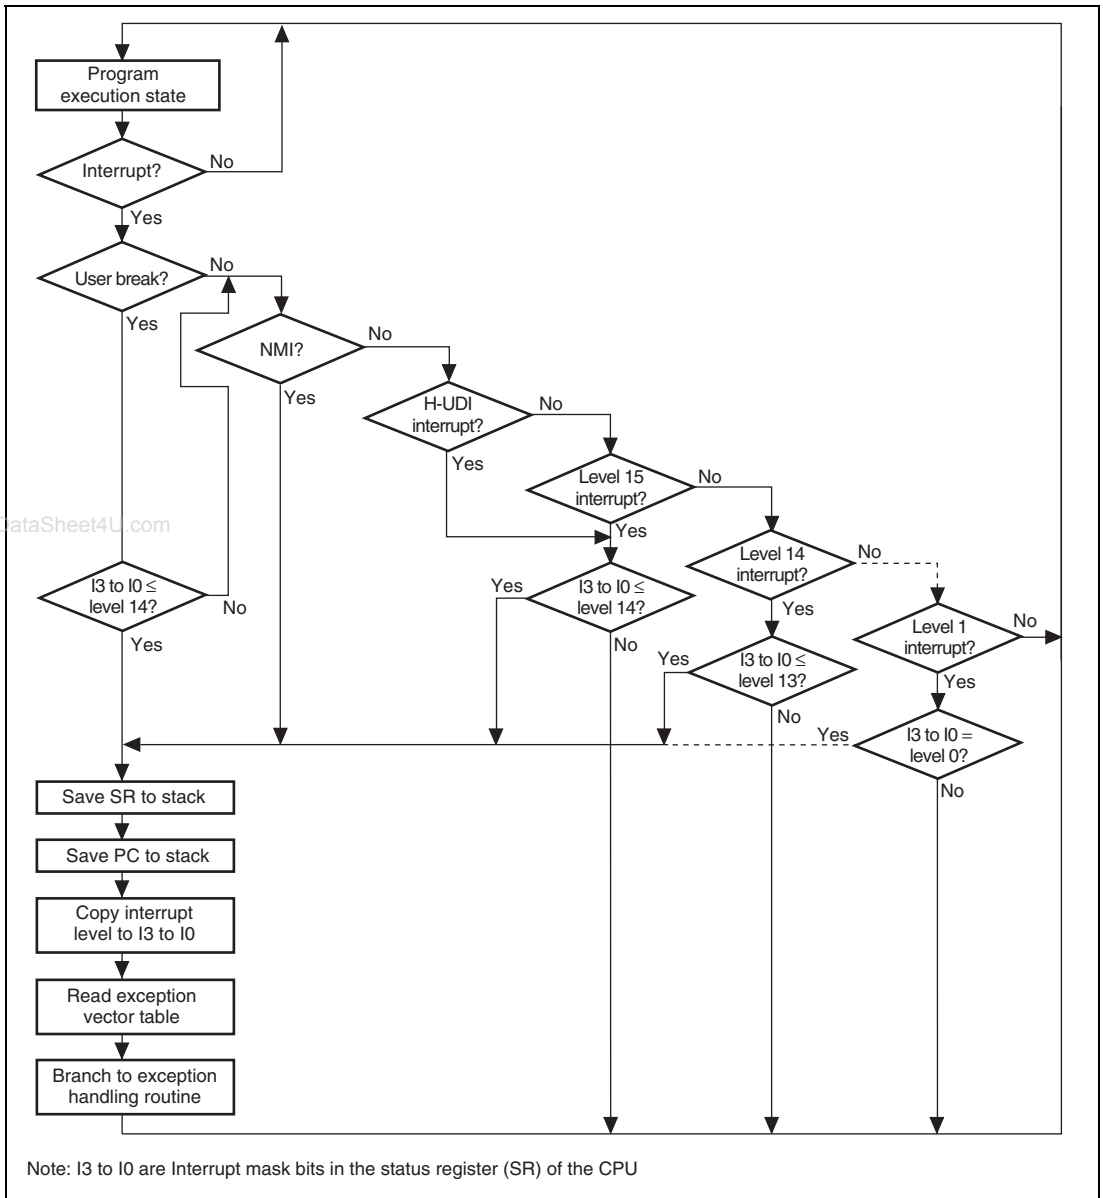 Program
execution state
Interrupt?
No
Yes
User break?
No
Yes
NMI?
No
Yes
H-UDI
interrupt?
No
Yes
Level 15
interrupt?
No
Yes
Level 14
interrupt?
No
Yes
Level 1
interrupt?
No
Yes
DataSheet4U.com
I3 to I0 ≤
level 14?
No
Yes
I3 to I0 ≤
level 14?
Yes
No
I3 to I0 ≤
level 13?
Yes
No
I3 to I0 =
level 0?
Yes
No
Save SR to stack
Save PC to stack
Copy interrupt
level to I3 to I0
Read exception
vector table
Branch to exception
handling routine
Note: I3 to I0 are Interrupt mask bits in the status register (SR) of the CPU